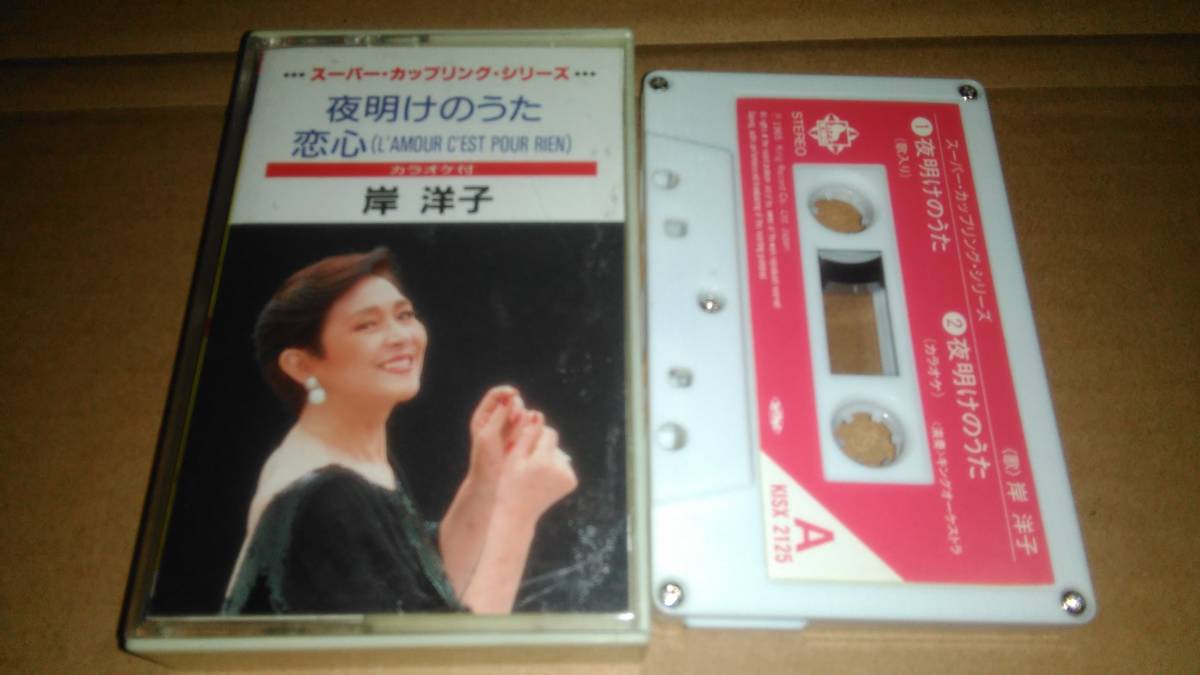 •••スーパー・カップリング・シリーズ•••
夜明けのうた
恋心(L'AMOUR C'EST POUR RIEN)
カラオケ付
岸 洋子
スーパー・カップリング・シリーズ
(歌) 岸 洋子
❶夜明けのうた
(歌入り)
❷夜明けのうた
(カラオケ)
(演奏)キングオーケストラ
STEREO
A
KISX 2125